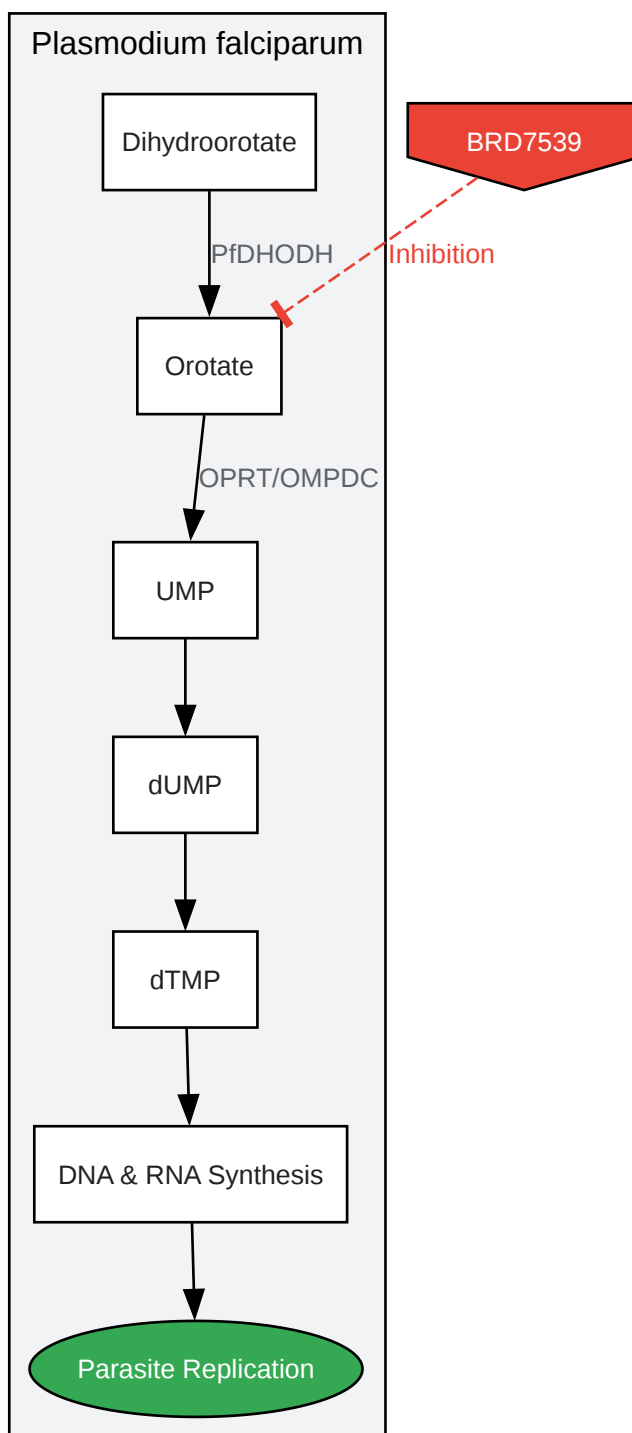 Plasmodium falciparum
Dihydroorotate
BRD7539
PfDHODH
Inhibition
Orotate
OPRT/OMPDC
UMP
dUMP
dTMP
DNA & RNA Synthesis
Parasite Replication